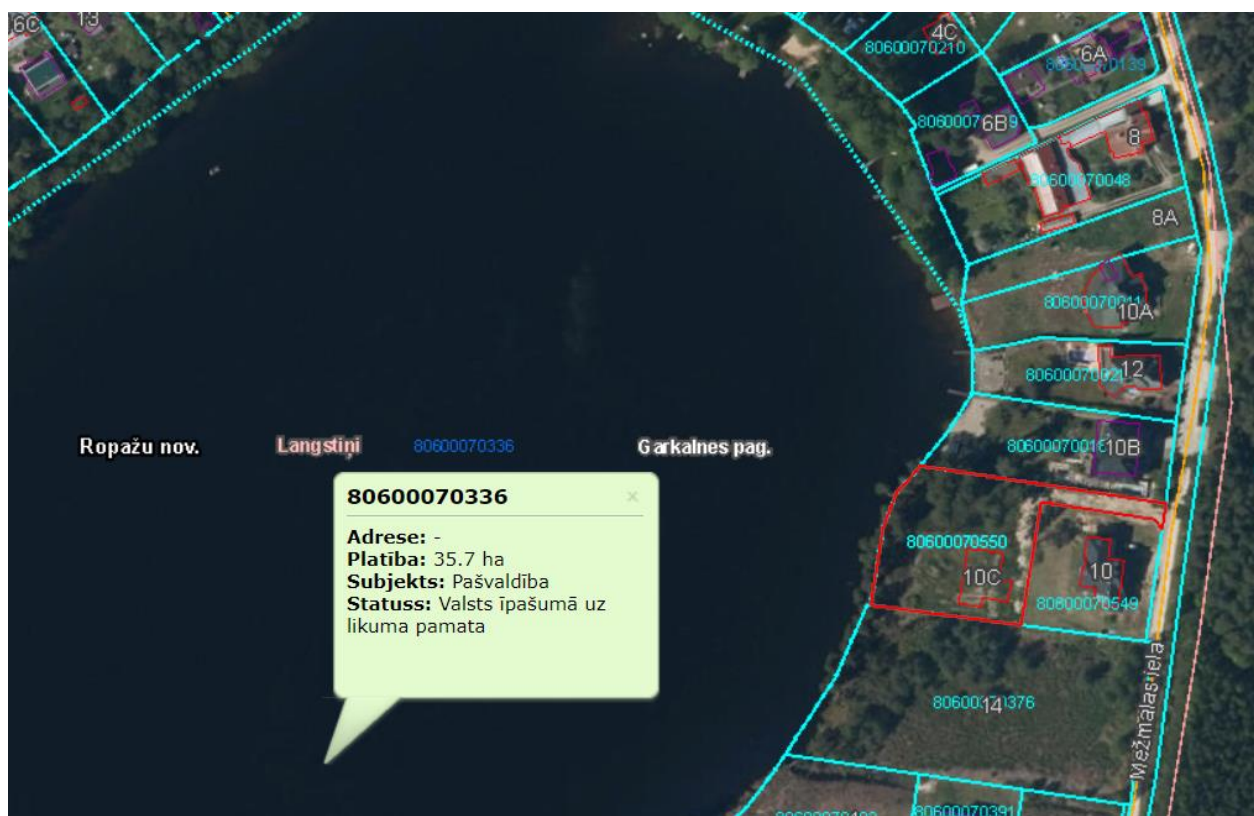 6C
13
4C
80600070210
6A
6B
8
80600070048
8A
10A
12
Ropažu nov.
Langstiņi
80600070336
Garkalnes pag.
10B
80600070336
×
Adrese: -
Platība: 35.7 ha
Subjekts: Pašvaldība
Statuss: Valsts īpašumā uz
likuma pamata
80600070550
10C
10
80600070549
14
Mežmalas iela
80600070391